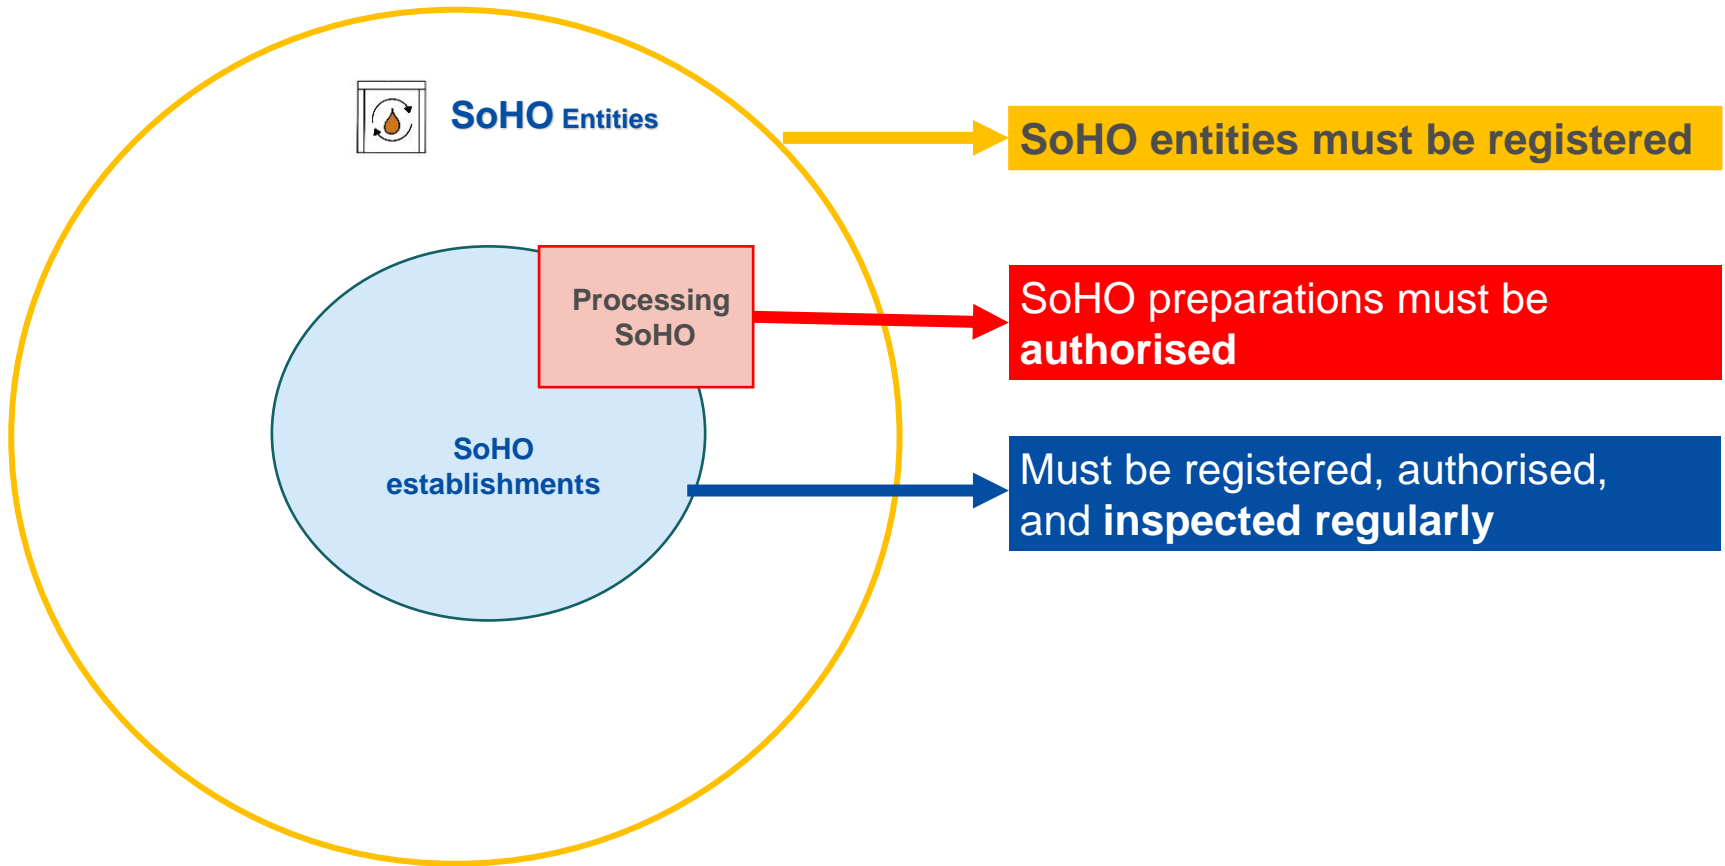 SoHO Entities
SoHO entities must be registered
Processing
SoHO
SoHO preparations must be
authorised
SoHO
establishments
Must be registered, authorised,
and inspected regularly